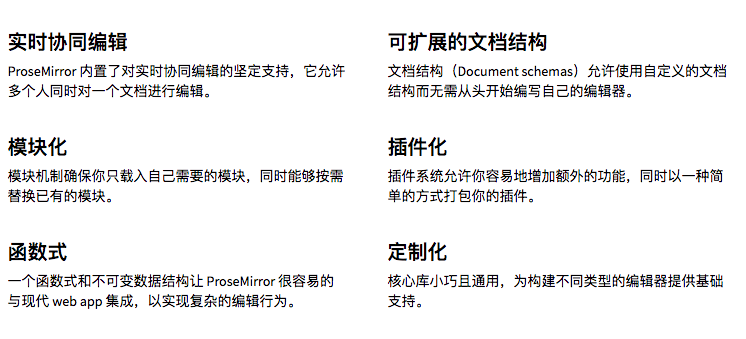 实时协同编辑
ProseMirror 内置了对实时协同编辑的坚定支持，它允许
多个人同时对一个文档进行编辑。
可扩展的文档结构
文档结构（Document schemas）允许使用自定义的文档
结构而无需从头开始编写自己的编辑器。
模块化
模块机制确保你只载入自己需要的模块，同时能够按需
替换已有的模块。
插件化
插件系统允许你容易地增加额外的功能，同时以一种简
单的方式打包你的插件。
函数式
一个函数式和不可变数据结构让 ProseMirror 很容易的
与现代 web app 集成，以实现复杂的编辑行为。
定制化
核心库小巧且通用，为构建不同类型的编辑器提供基础
支持。